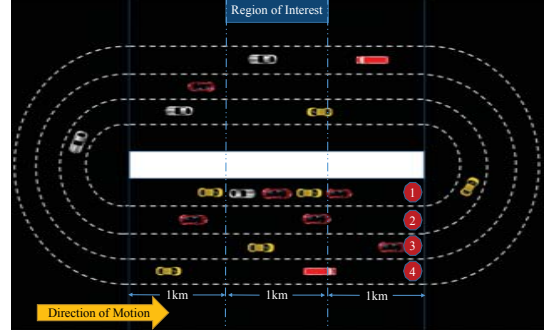 Region of Interest
1
2
3
4
1km
1km
1km
Direction of Motion